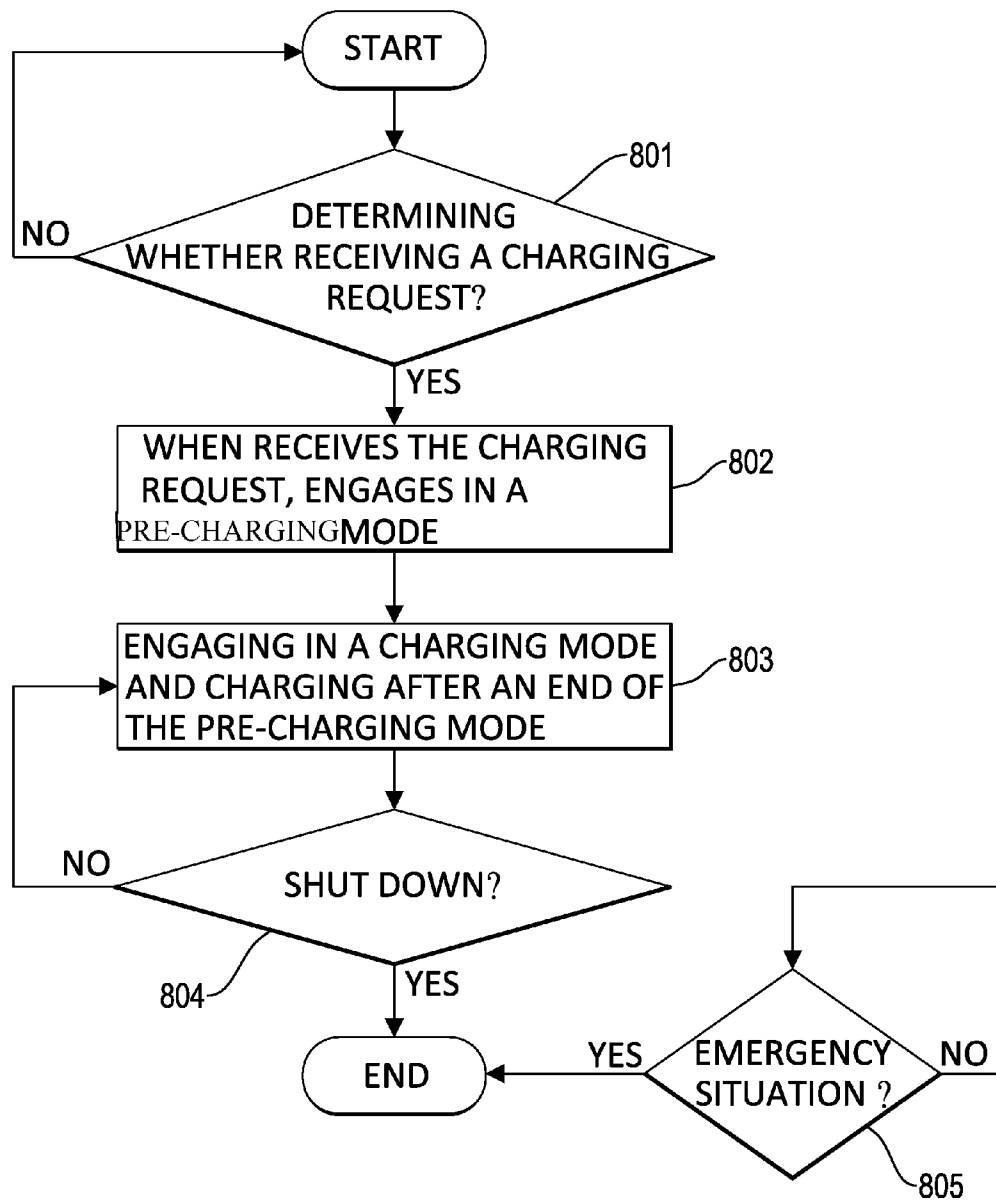 START
801
DETERMINING
WHETHER RECEIVING A CHARGING
REQUEST?
NO
YES
WHEN RECEIVES THE CHARGING
REQUEST, ENGAGES IN A
PRE-CHARGING MODE
802
ENGAGING IN A CHARGING MODE
AND CHARGING AFTER AN END OF
THE PRE-CHARGING MODE
803
NO
SHUT DOWN?
804
YES
END
YES
EMERGENCY
SITUATION ?
NO
805